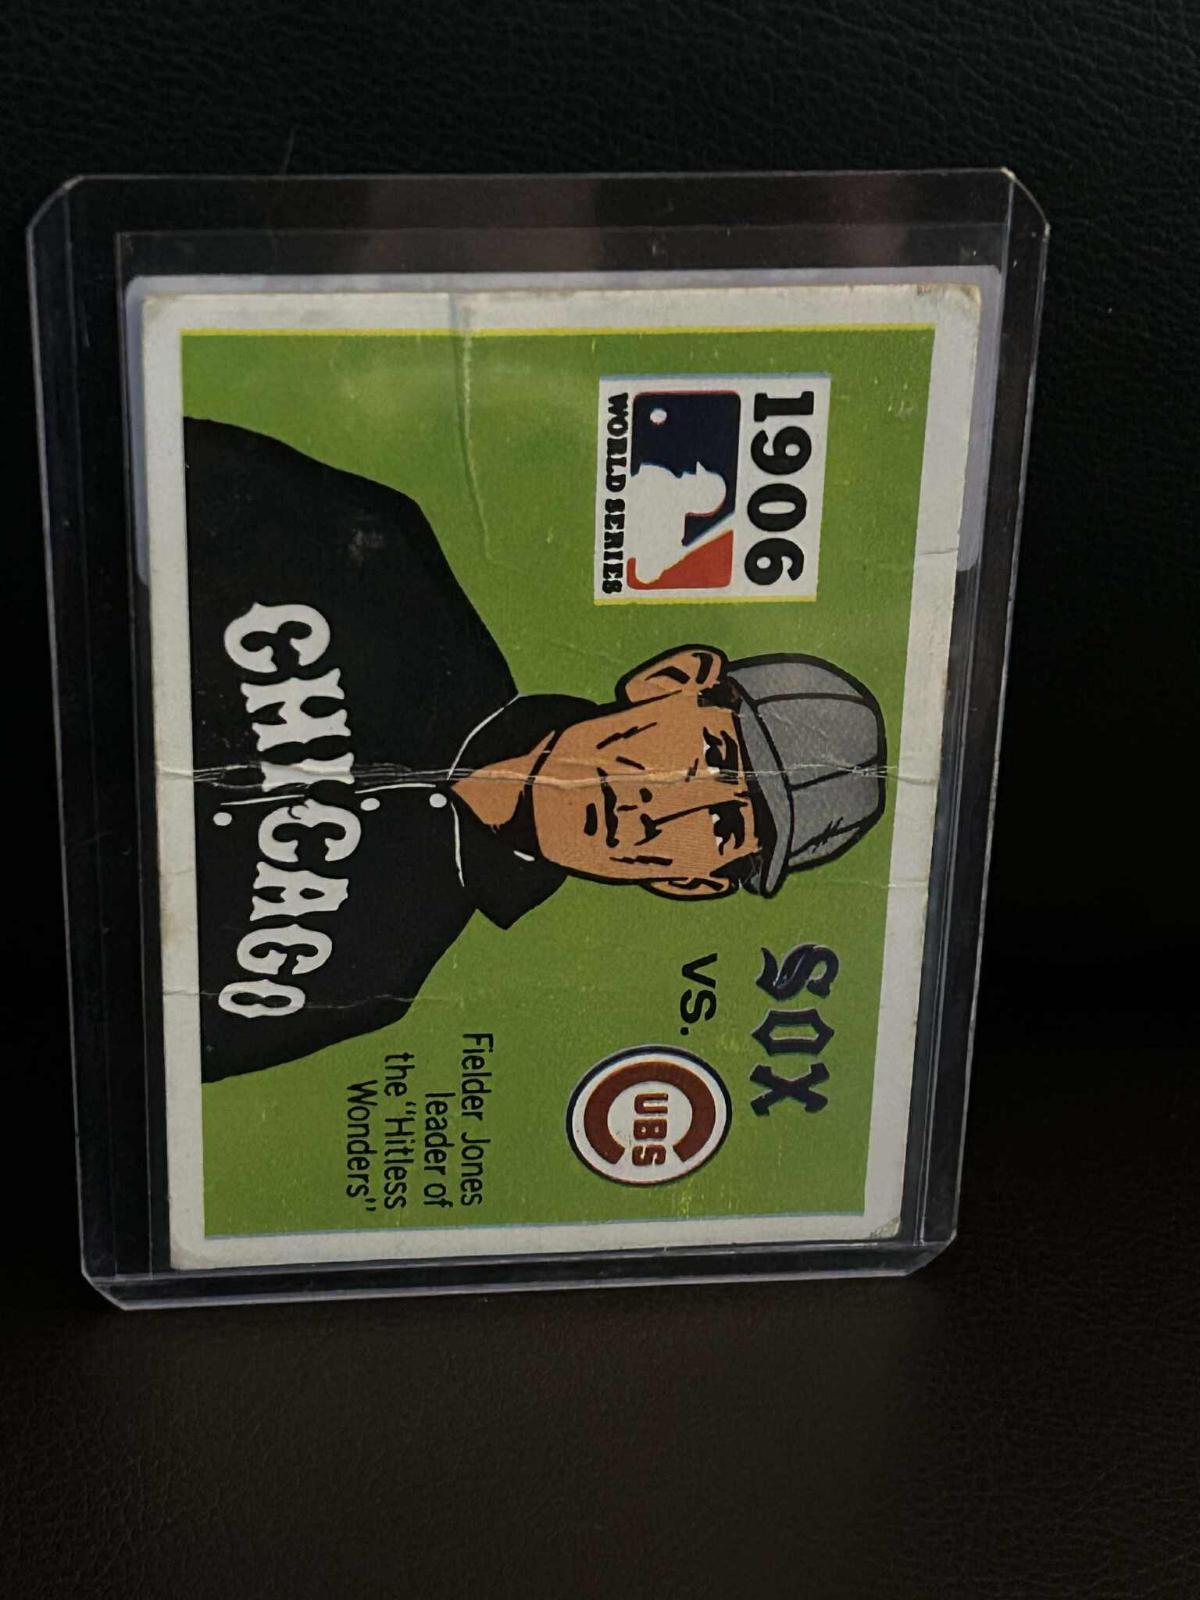 1906
WORLD SERIES
SOX
vs.
CUBS
CHICAGO
Fielder Jones
leader of
the "Hitless
Wonders"